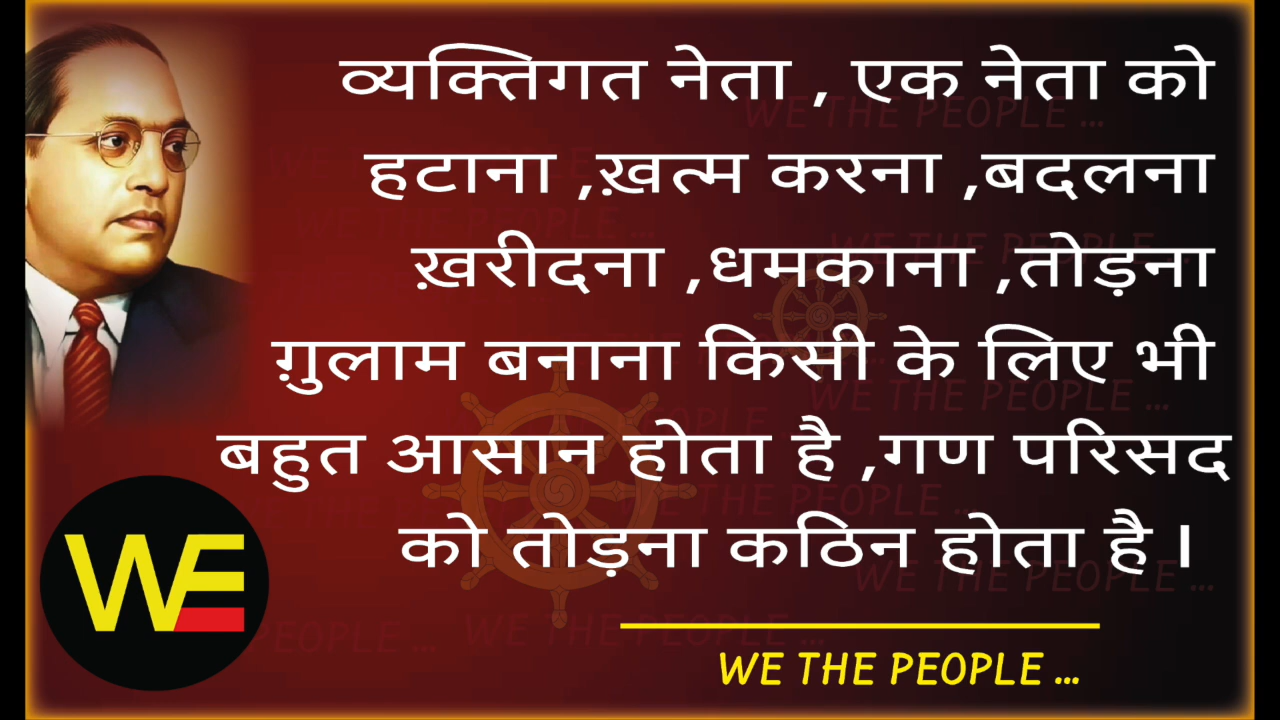 व्यक्तिगत नेता , एक नेता को
हटाना ,ख़त्म करना ,बदलना
ख़रीदना ,धमकाना ,तोड़ना
ग़ुलाम बनाना किसी के लिए भी
बहुत आसान होता है ,गण परिसद
को तोड़ना कठिन होता है ।
WE
WE THE PEOPLE ...